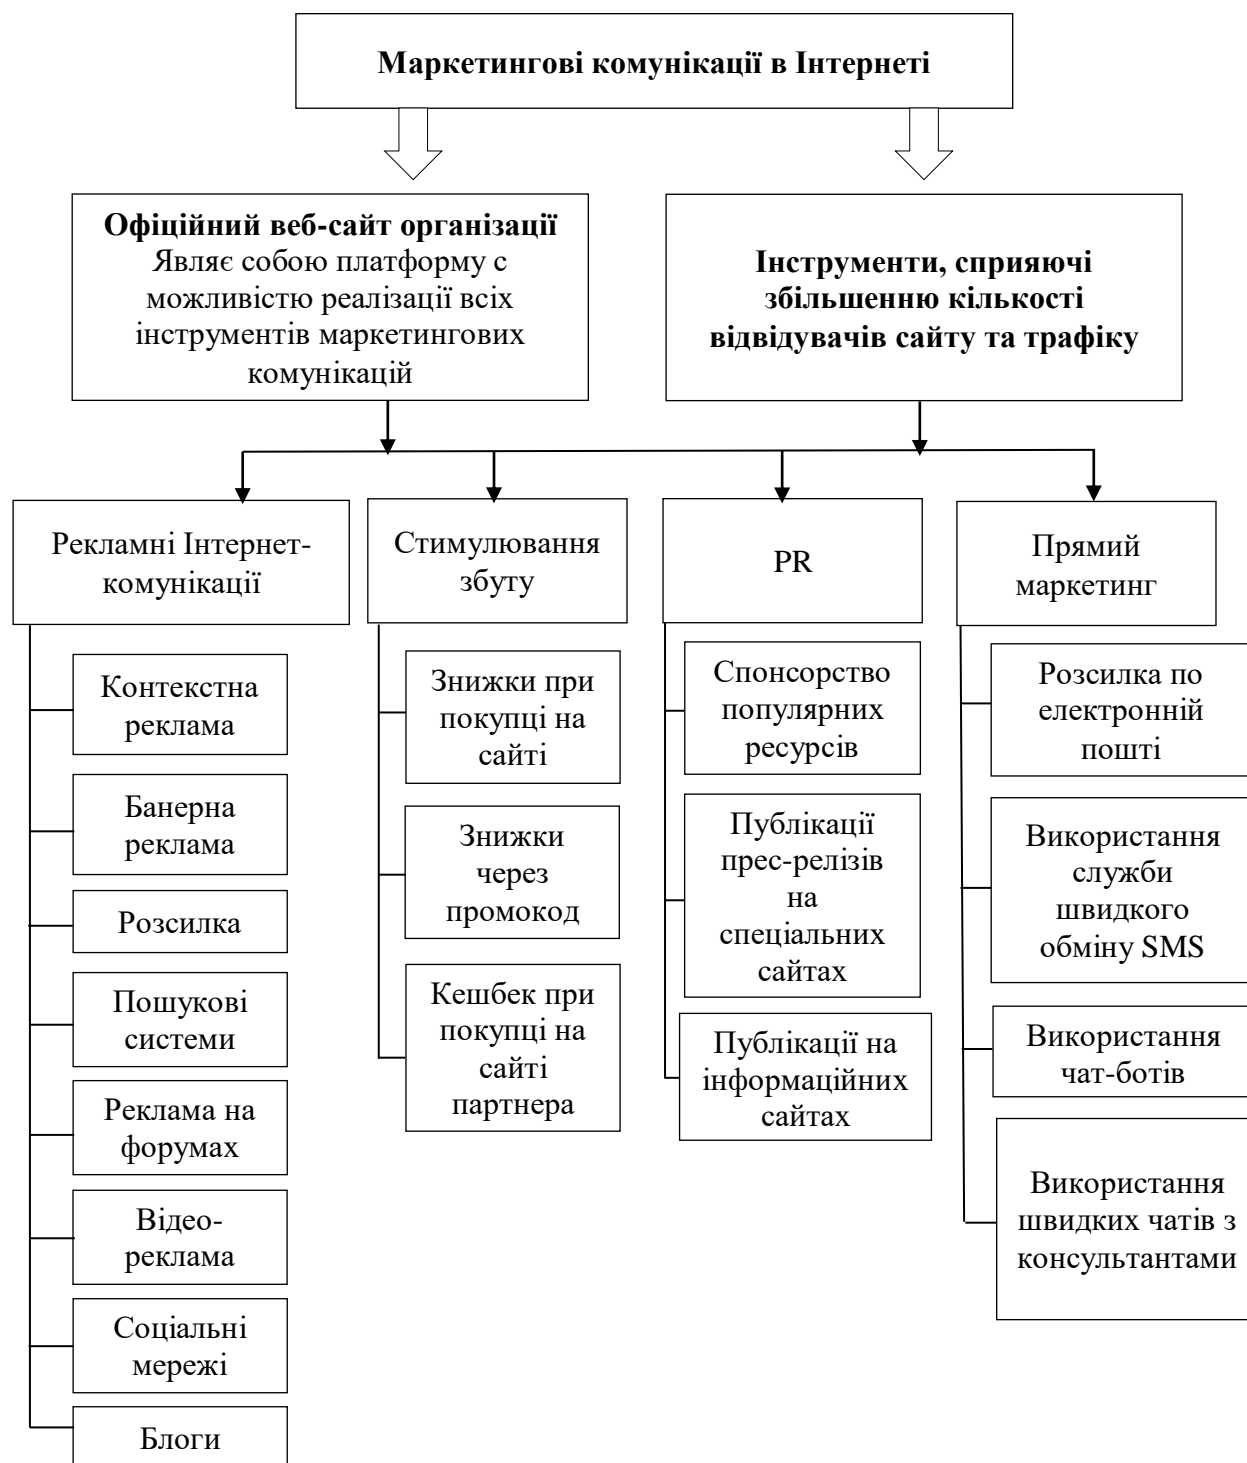 Маркетингові комунікації в Інтернеті
Офіційний веб-сайт організації
Являє собою платформу с
можливістю реалізації всіх
інструментів маркетингових
комунікацій
Інструменти, сприяючі
збільшенню кількості
відвідувачів сайту та трафіку
Рекламні Інтернет-
комунікації
Контекстна
реклама
Банерна
реклама
Розсилка
Пошукові
системи
Реклама на
форумах
Відео-
реклама
Соціальні
мережі
Блоги
Стимулювання
збуту
Знижки при
покупці на
сайті
Знижки
через
промокод
Кешбек при
покупці на
сайті
партнера
PR
Спонсорство
популярних
ресурсів
Публікації
прес-релізів
на
спеціальних
сайтах
Публікації на
інформаційних
сайтах
Прямий
маркетинг
Розсилка по
електронній
пошті
Використання
служби
швидкого
обміну SMS
Використання
чат-ботів
Використання
швидких чатів з
консультантами